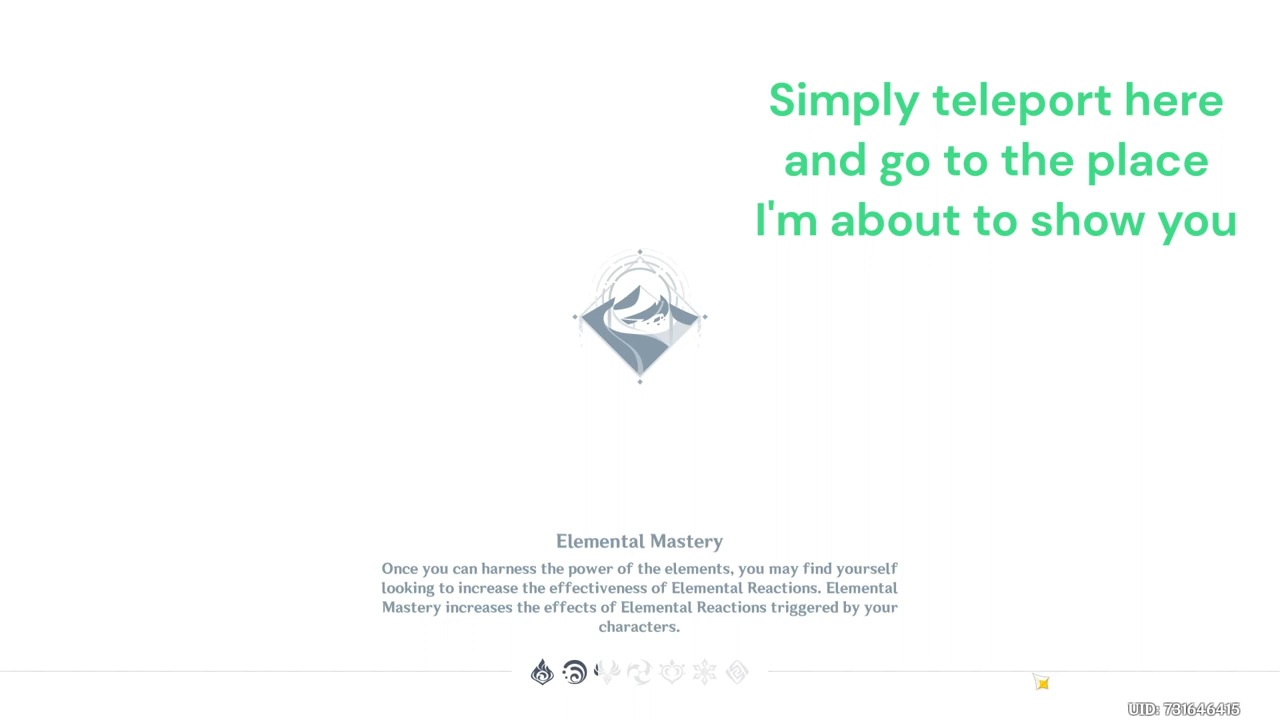 Simply teleport here
and go to the place
I'm about to show you
Elemental Mastery
Once you can harness the power of the elements, you may find yourself
looking to increase the effectiveness of Elemental Reactions. Elemental
Mastery increases the effects of Elemental Reactions triggered by your
characters.
UID: 731646415